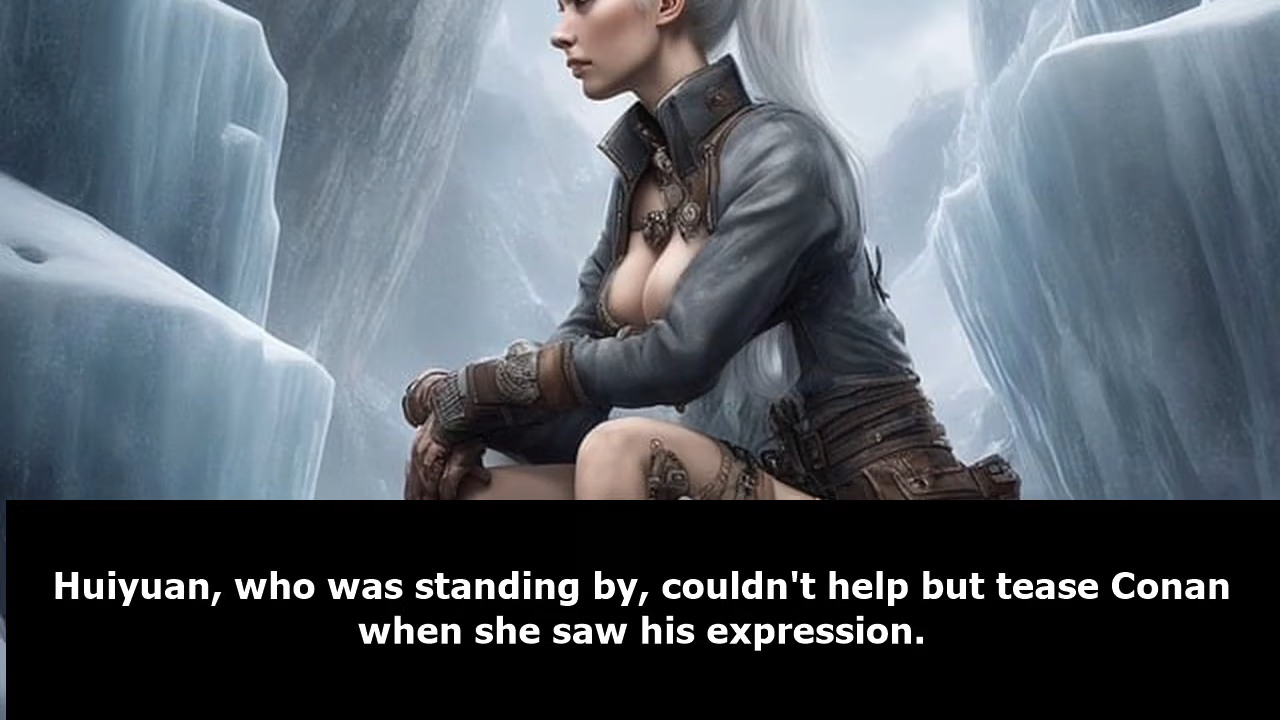 Huiyuan, who was standing by, couldn't help but tease Conan
when she saw his expression.